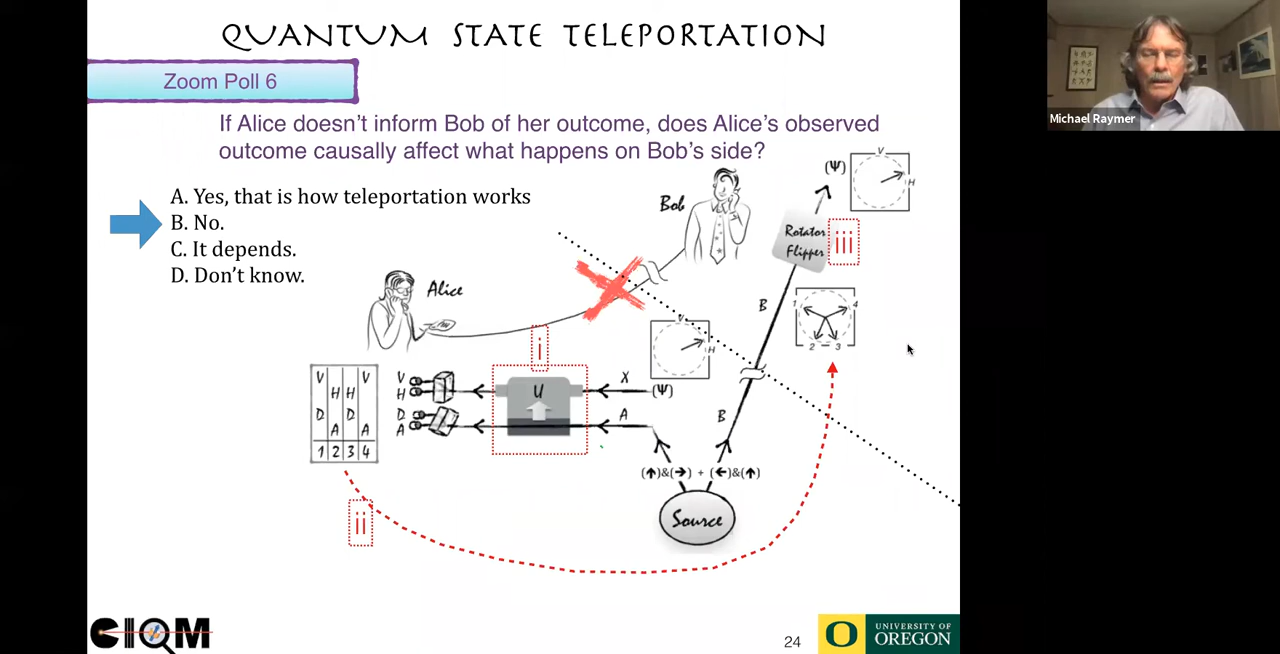 QUANTUM STATE TELEPORTATION
Zoom Poll 6
If Alice doesn't inform Bob of her outcome, does Alice's observed
outcome causally affect what happens on Bob's side?
A. Yes, that is how teleportation works
B. No.
C. It depends.
D. Don't know.
Michael Raymer
Bob
Alice
(Ψ)
V
H
Rotator
Flipper
iii
B
1
4
2
3
i
V
H
V
H
D
A
U
X
(Ψ)
A
V
H
B
V H H V
D A D A
1 2 3 4
ii
(↑)&(→) + (←)&(↑)
Source
CIQM
24
O
UNIVERSITY OF
OREGON